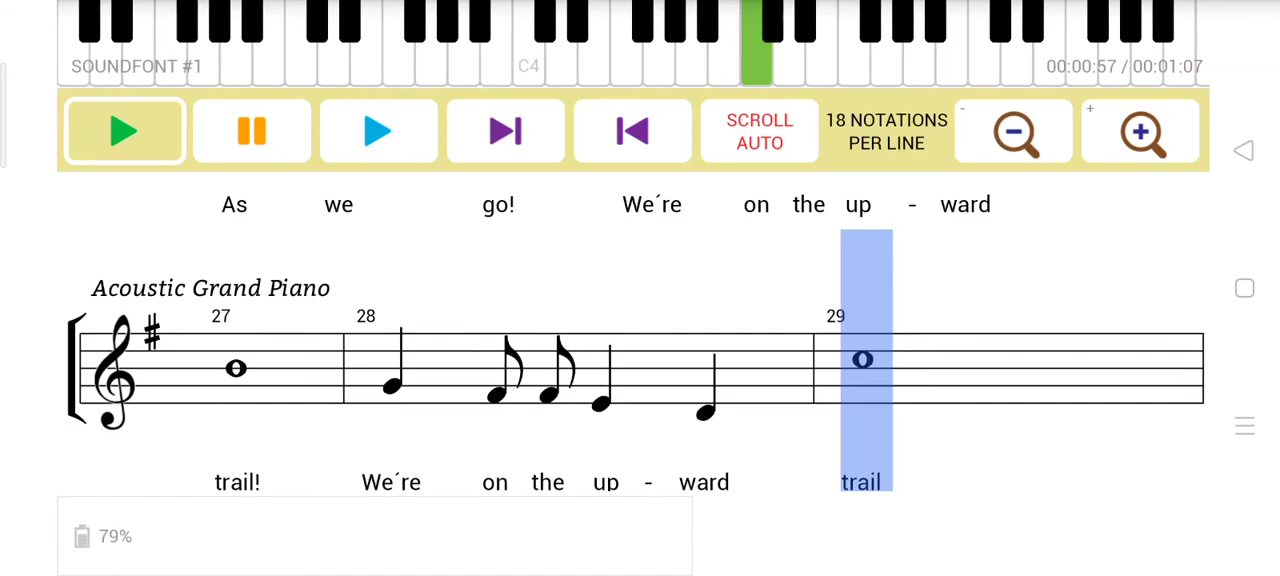 SOUNDFONT #1 C4 00:00:57 / 00:01:07
SCROLL AUTO
18 NOTATIONS PER LINE
- +
As we go! We´re on the up - ward
Acoustic Grand Piano
27 28 29
trail! We´re on the up - ward trail
79%